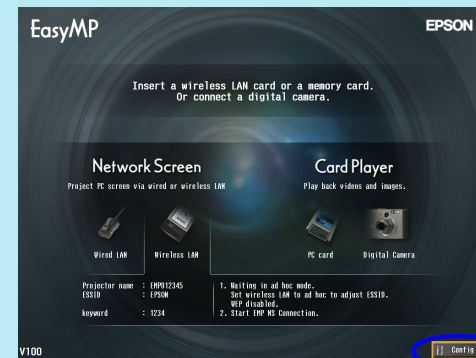 EasyMP
EPSON
Insert a wireless LAN card or a memory card.
Or connect a digital camera.
Network Screen
Project PC screen via wired or wireless LAN
Wired LAN
Wireless LAN
Card Player
Play back videos and images.
PC card
Digital Camera
Projector name : EMP012345
ESSID : EPSON
keyword : 1234
1. Waiting in ad hoc mode.
Set wireless LAN to ad hoc to adjust ESSID.
WEP disabled.
2. Start EMP NS Connection.
V100
Config